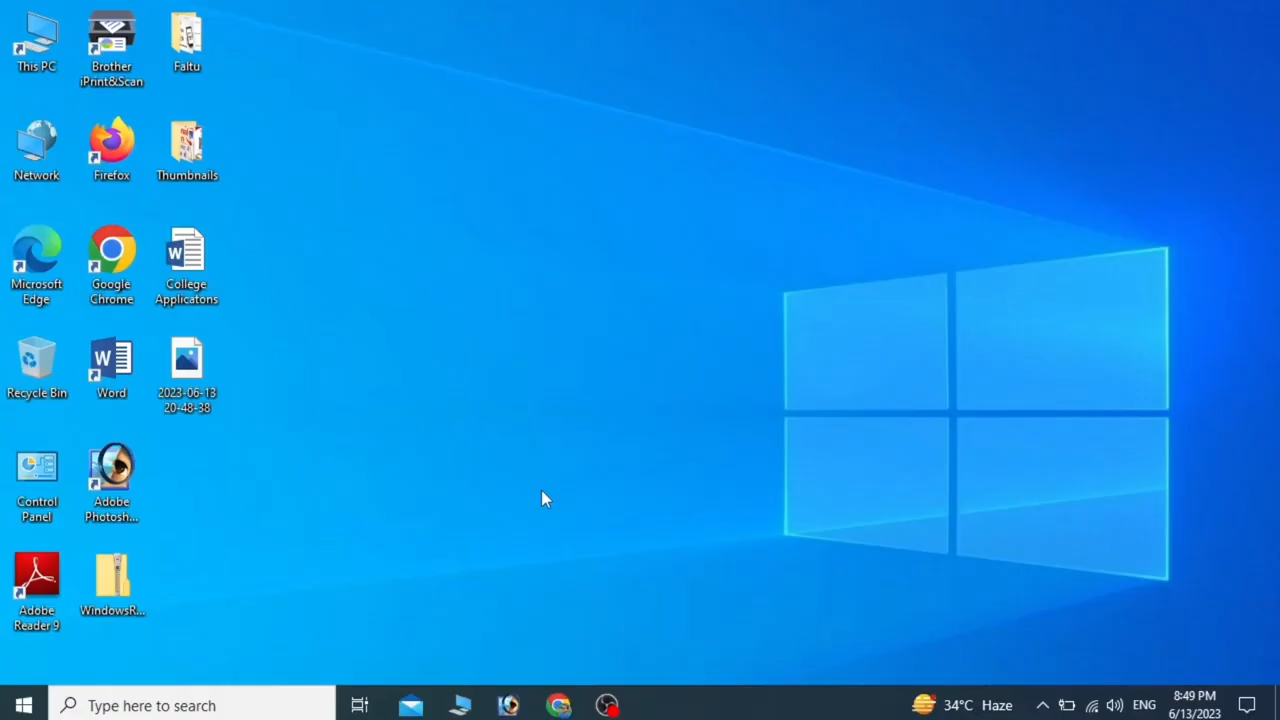 This PC
Brother
iPrint&Scan
Faltu
Network
Firefox
Thumbnails
Microsoft
Edge
Google
Chrome
College
Applicatons
Recycle Bin
Word
2023-06-13
20-48-38
Control
Panel
Adobe
Photosh...
Adobe
Reader 9
WindowsR...
Type here to search
34°C Haze
ENG
8:49 PM
6/13/2023